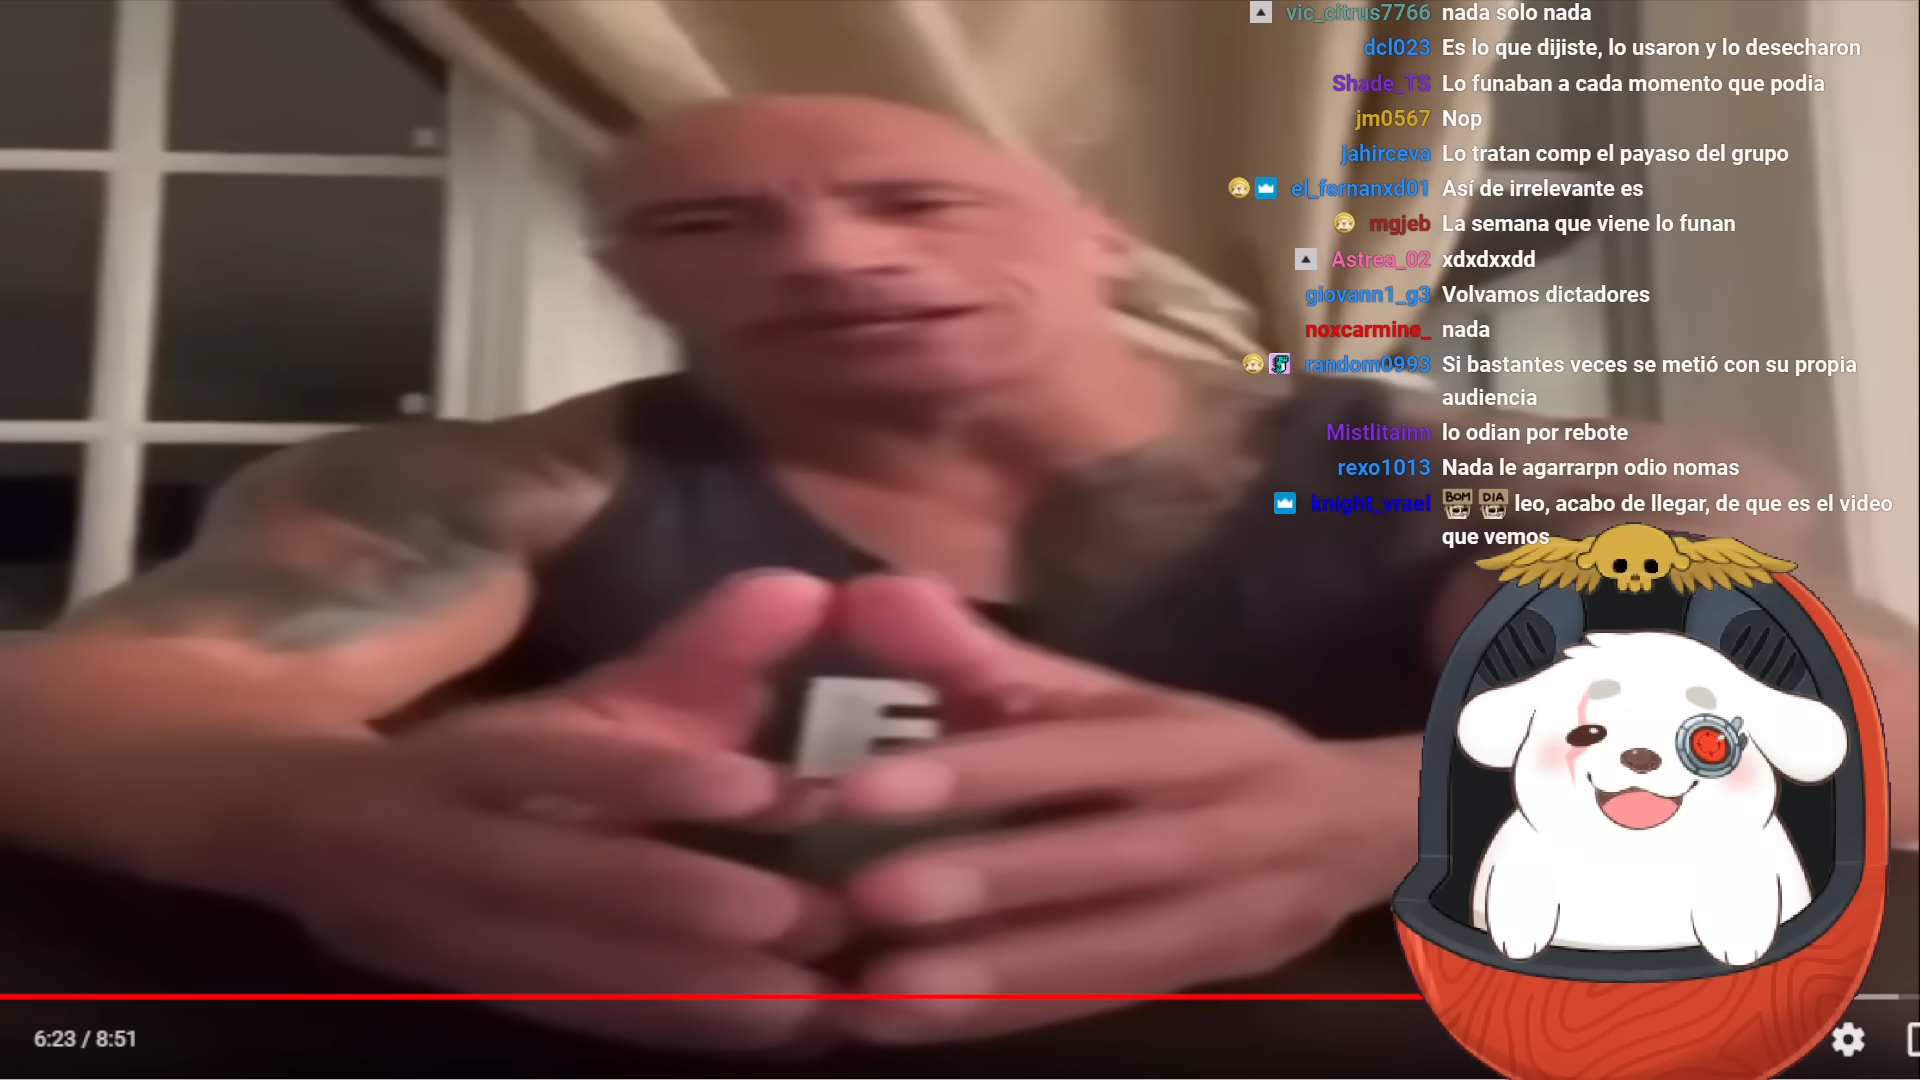 vic_citrus7766 nada solo nada
dcl023 Es lo que dijiste, lo usaron y lo desecharon
Shade_TS Lo funaban a cada momento que podia
jm0567 Nop
jahirceva Lo tratan comp el payaso del grupo
el_fernanxd01 Así de irrelevante es
mgjeb La semana que viene lo funan
Astrea_02 xdxdxxdd
giovann1_g3 Volvamos dictadores
noxcarmine_ nada
random0993 Si bastantes veces se metió con su propia
audiencia
Mistlitainn lo odian por rebote
rexo1013 Nada le agarrarpn odio nomas
knight_vrael BOM DIA leo, acabo de llegar, de que es el video
que vemos
6:23 / 8:51